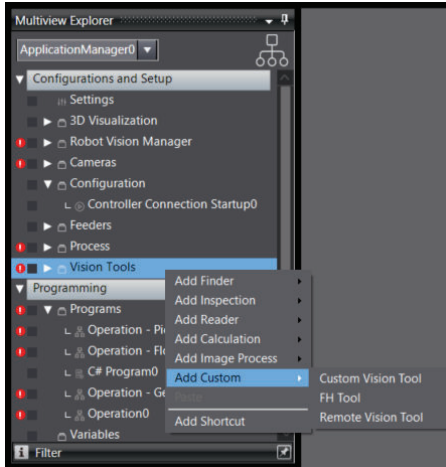 Multiview Explorer
ApplicationManager0
Configurations and Setup
Settings
3D Visualization
Robot Vision Manager
Cameras
Configuration
Controller Connection Startup0
Feeders
Process
Vision Tools
Programming
Programs
Operation - Pi
Operation - Flo
C# Program0
Operation - Ge
Operation0
Variables
Filter
Add Finder
Add Inspection
Add Reader
Add Calculation
Add Image Process
Add Custom
Paste
Add Shortcut
Custom Vision Tool
FH Tool
Remote Vision Tool